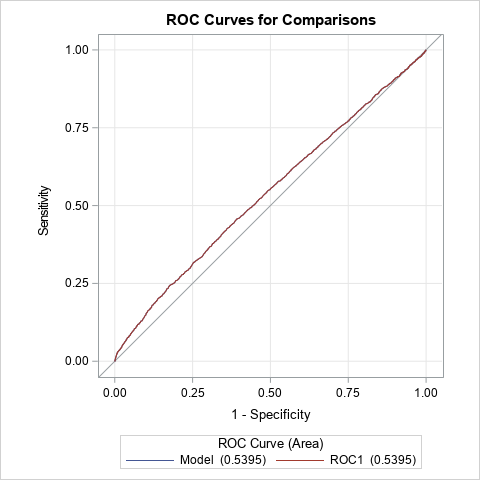 ROC Curves for Comparisons
1.00
0.75
0.50
0.25
0.00
Sensitivity
0.00 0.25 0.50 0.75 1.00
1 - Specificity
ROC Curve (Area)
Model (0.5395) ROC1 (0.5395)